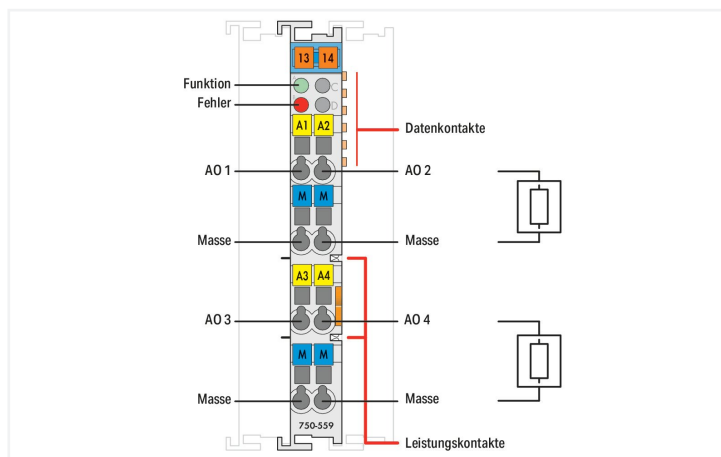 13 14
Funktion C
Fehler D
Datenkontakte
A1 A2
AO 1 AO 2
M M
Masse Masse
A3 A4
AO 3 AO 4
M M
Masse Masse
750-559
Leistungskontakte